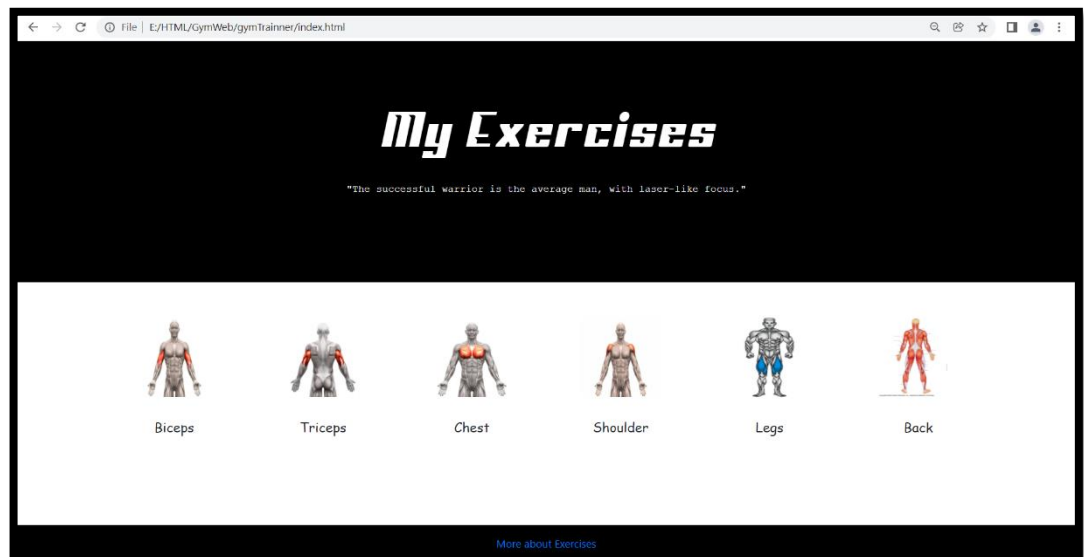 File | E:/HTML/GymWeb/gymTrainner/index.html
My Exercises
"The successful warrior is the average man, with laser-like focus."
Biceps Triceps Chest Shoulder Legs Back
More about Exercises